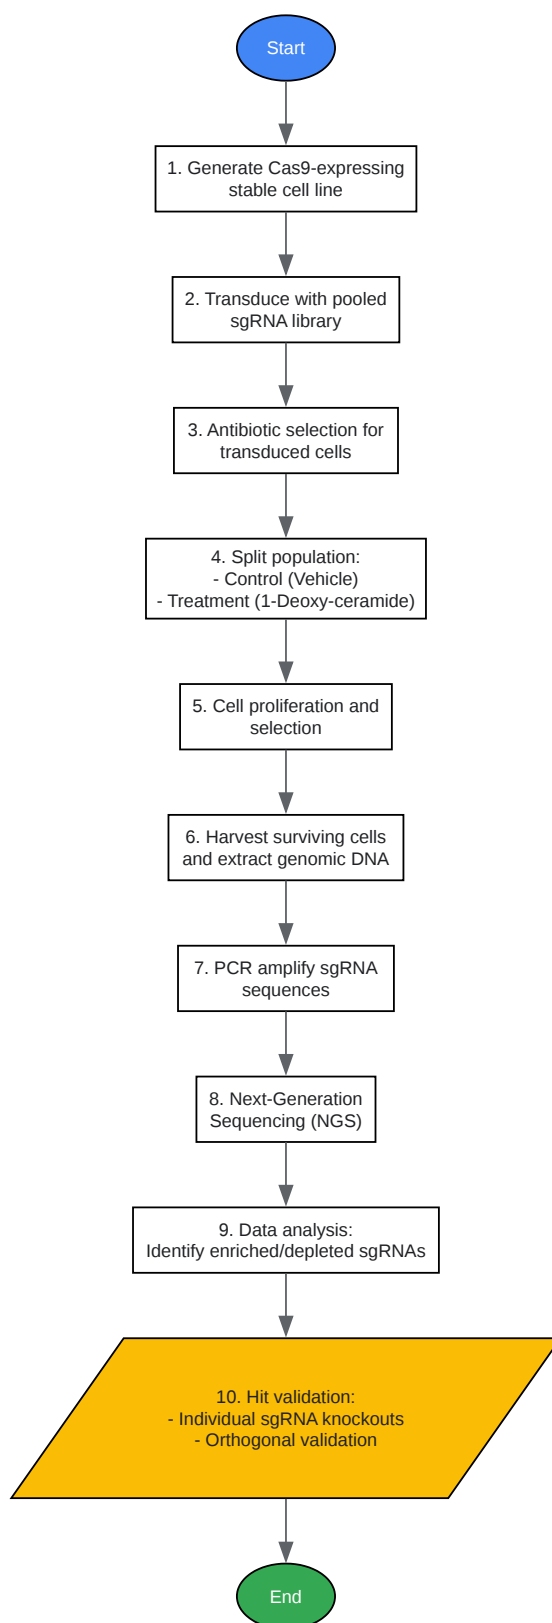 Start
1. Generate Cas9-expressing
stable cell line
2. Transduce with pooled
sgRNA library
3. Antibiotic selection for
transduced cells
4. Split population:
- Control (Vehicle)
- Treatment (1-Deoxy-ceramide)
5. Cell proliferation and
selection
6. Harvest surviving cells
and extract genomic DNA
7. PCR amplify sgRNA
sequences
8. Next-Generation
Sequencing (NGS)
9. Data analysis:
Identify enriched/depleted sgRNAs
10. Hit validation:
- Individual sgRNA knockouts
- Orthogonal validation
End